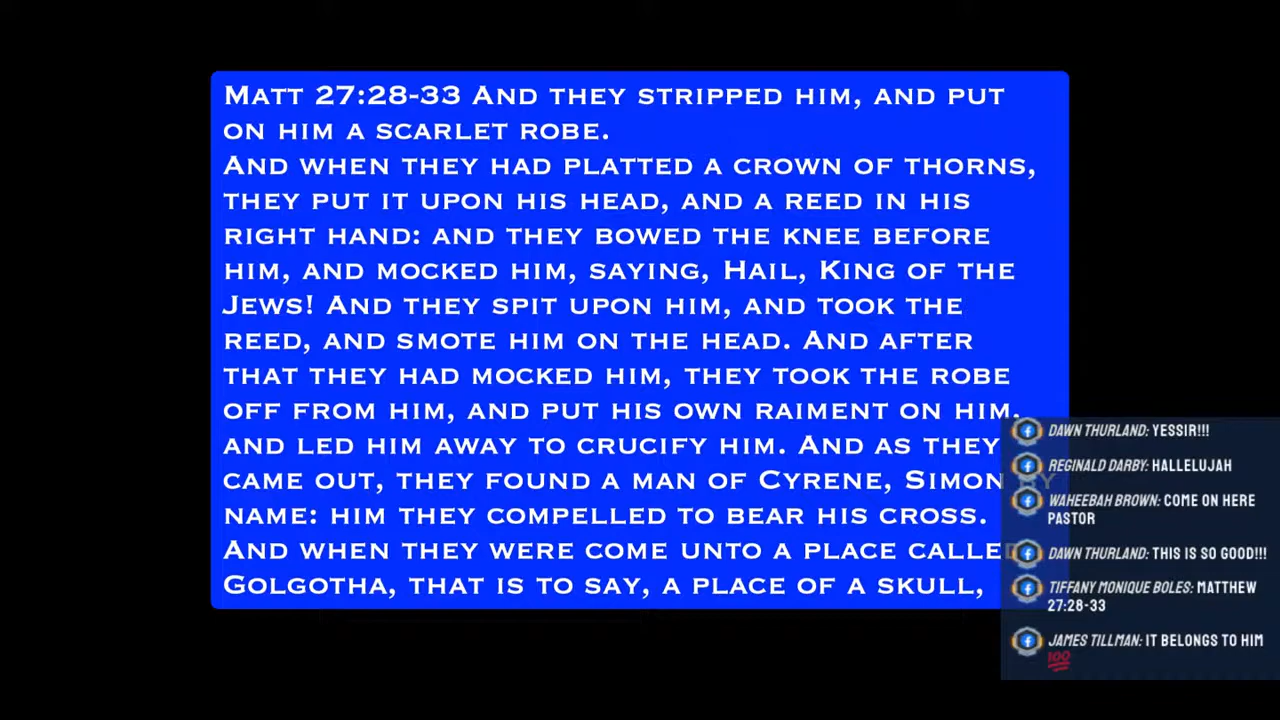 Matt 27:28-33 And they stripped him, and put
on him a scarlet robe.
And when they had platted a crown of thorns,
they put it upon his head, and a reed in his
right hand: and they bowed the knee before
him, and mocked him, saying, Hail, King of the
Jews! And they spit upon him, and took the
reed, and smote him on the head. And after
that they had mocked him, they took the robe
off from him, and put his own raiment on him,
and led him away to crucify him. And as they
came out, they found a man of Cyrene, Simon by
name: him they compelled to bear his cross.
And when they were come unto a place called
Golgotha, that is to say, a place of a skull,
DAWN THURLAND: YESSIR!!!
REGINALD DARBY: HALLELUJAH
WAHEEBAH BROWN: COME ON HERE
PASTOR
DAWN THURLAND: THIS IS SO GOOD!!!
TIFFANY MONIQUE BOLES: MATTHEW
27:28-33
JAMES TILLMAN: IT BELONGS TO HIM
💯